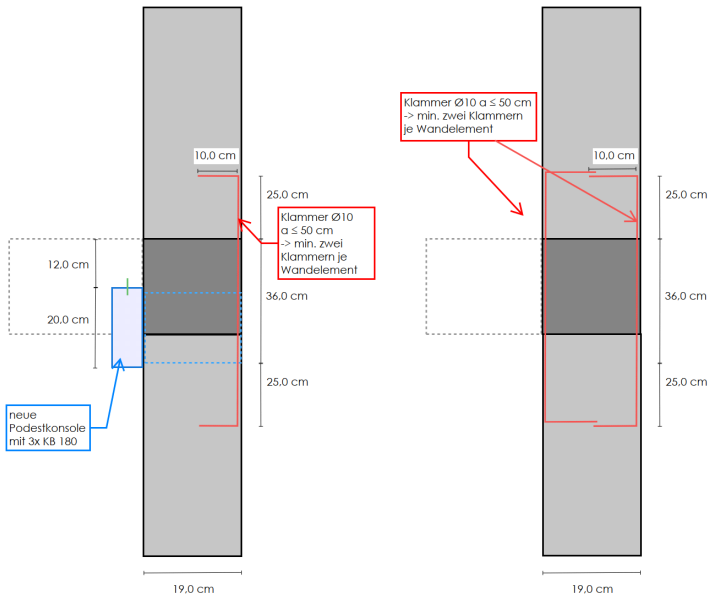 10,0 cm
25.0 cm
Klammer Ø10
a ≤ 50 cm
-> min. zwei
Klammern je
Wandelement
12.0 cm
36.0 cm
20.0 cm
25.0 cm
neue
Podestkonsole
mit 3x KB 180
19,0 cm
Klammer Ø10 a ≤ 50 cm
-> min. zwei Klammern
je Wandelement
10,0 cm
25.0 cm
36.0 cm
25.0 cm
19,0 cm